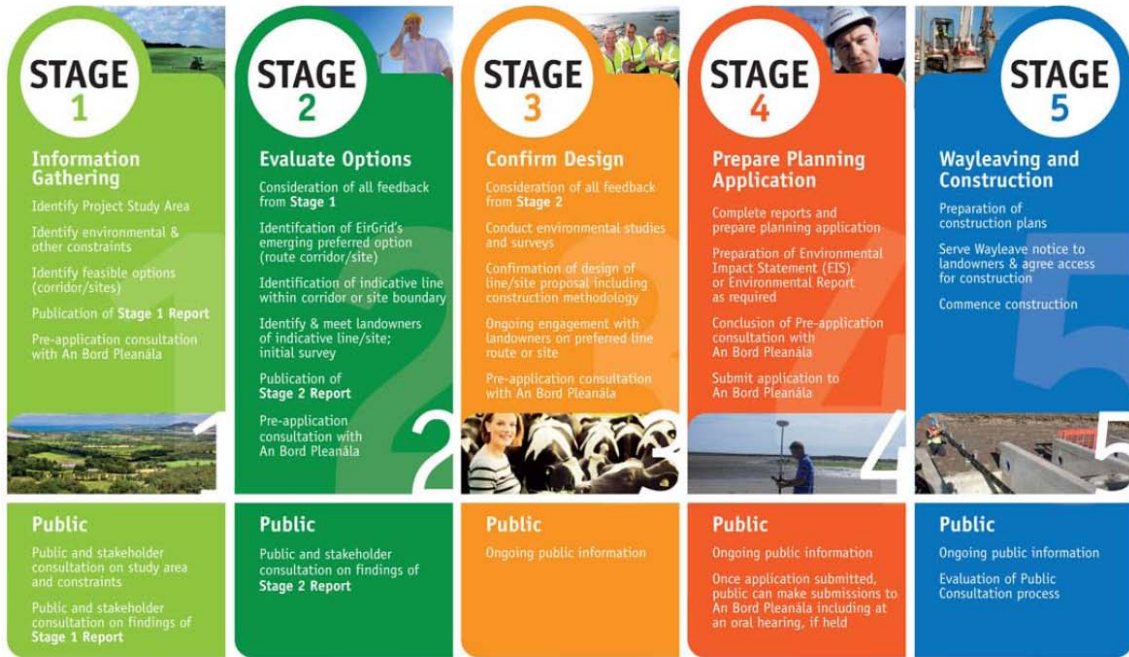 STAGE
1
Information
Gathering
Identify Project Study Area
Identify environmental &
other constraints
Identify feasible options
(corridor/sites)
Publication of Stage 1 Report
Pre-application consultation
with An Bord Pleanála
1
Public
Public and stakeholder
consultation on study area
and constraints
Public and stakeholder
consultation on findings of
Stage 1 Report
STAGE
2
Evaluate Options
Consideration of all feedback
from Stage 1
Identifcation of EirGrid's
emerging preferred option
(route corridor/site)
Identification of indicative line
within corridor or site boundary
Identify & meet landowners
of indicative line/site;
initial survey
Publication of
Stage 2 Report
Pre-application
consultation with
An Bord Pleanála
2
Public
Public and stakeholder
consultation on findings of
Stage 2 Report
STAGE
3
Confirm Design
Consideration of all feedback
from Stage 2
Conduct environmental studies
and surveys
Confirmation of design of
line/site proposal including
construction methodology
Ongoing engagement with
landowners on preferred line
route or site
Pre-application consultation
with An Bord Pleanála
3
Public
Ongoing public information
STAGE
4
Prepare Planning
Application
Complete reports and
prepare planning application
Preparation of Environmental
Impact Statement (EIS)
or Environmental Report
as required
Conclusion of Pre-application
consultation with
An Bord Pleanála
Submit application to
An Bord Pleanála
4
Public
Ongoing public information
Once application submitted,
public can make submissions to
An Bord Pleanála including at
an oral hearing, if held
STAGE
5
Wayleaving and
Construction
Preparation of
construction plans
Serve Wayleave notice to
landowners & agree access
for construction
Commence construction
5
Public
Ongoing public information
Evaluation of Public
Consultation process